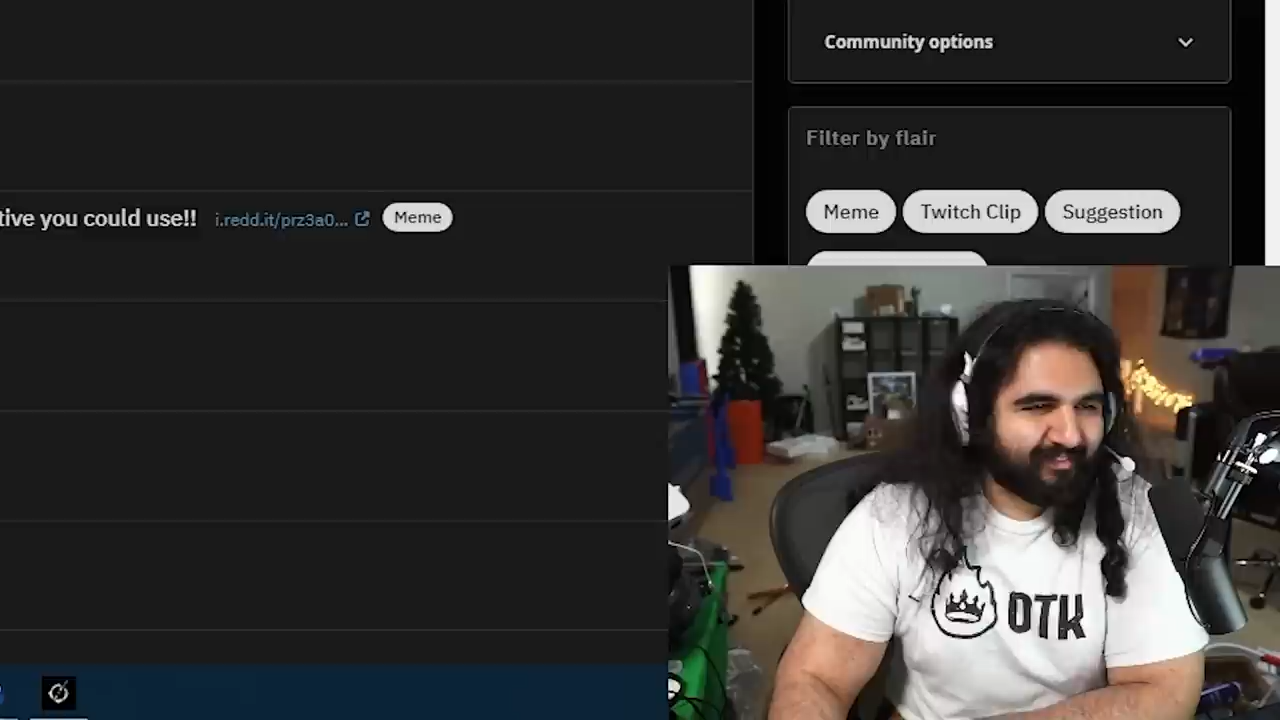 Community options
Filter by flair
tive you could use!! i.redd.it/prz3a0... Meme
Meme Twitch Clip Suggestion
OTK